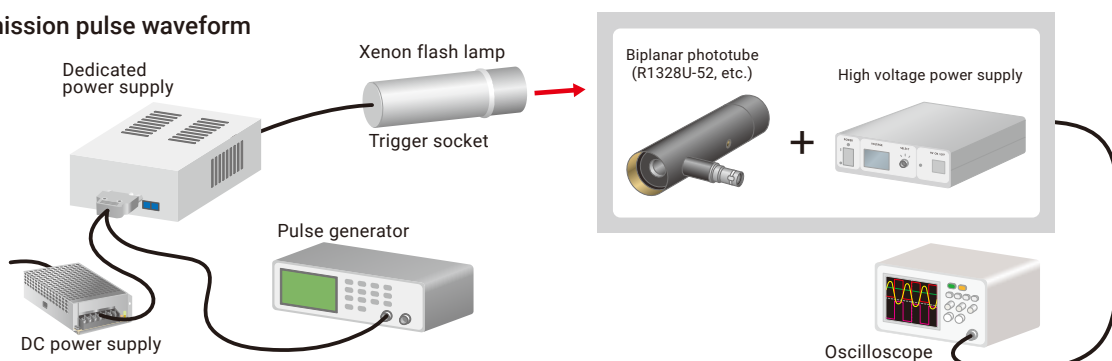 mission pulse waveform
Xenon flash lamp
Dedicated
power supply
Trigger socket
Biplanar phototube
(R1328U-52, etc.)
High voltage power supply
+
Pulse generator
DC power supply
Oscilloscope